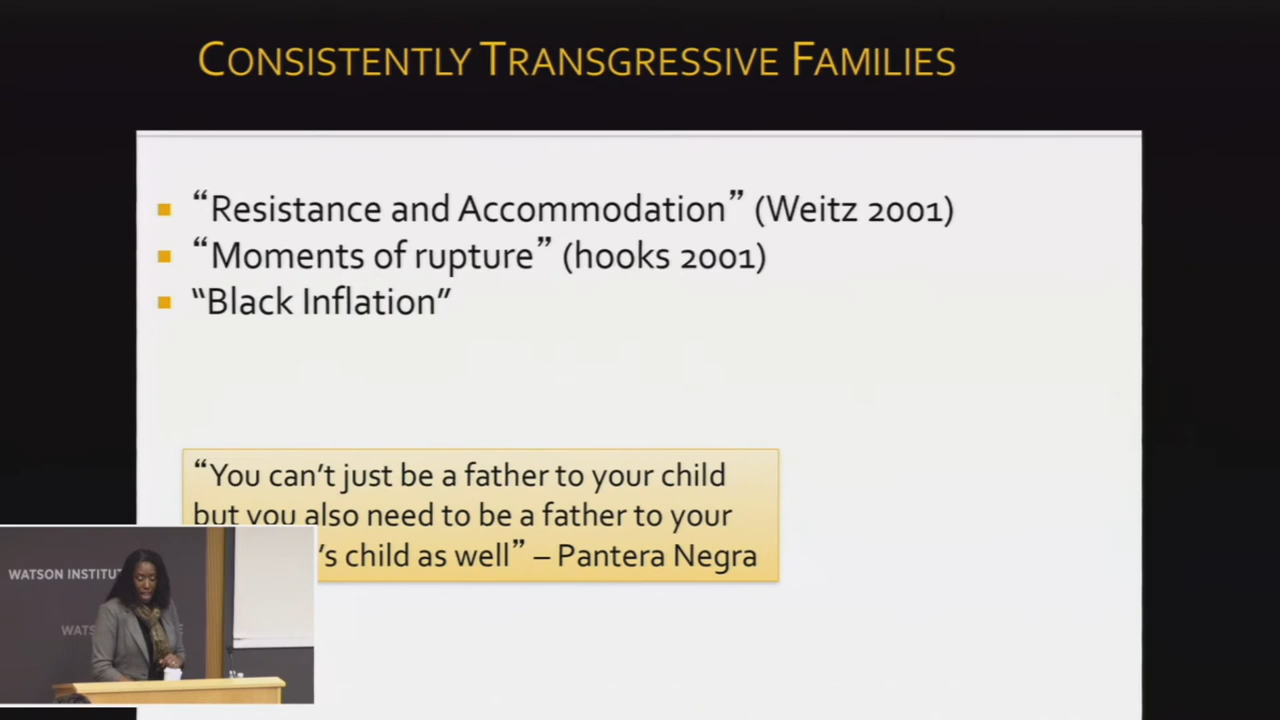 CONSISTENTLY TRANSGRESSIVE FAMILIES
“Resistance and Accommodation” (Weitz 2001)
“Moments of rupture” (hooks 2001)
“Black Inflation”
“You can’t just be a father to your child
but you also need to be a father to your
’s child as well” – Pantera Negra
WATSON INSTITUT
WATS